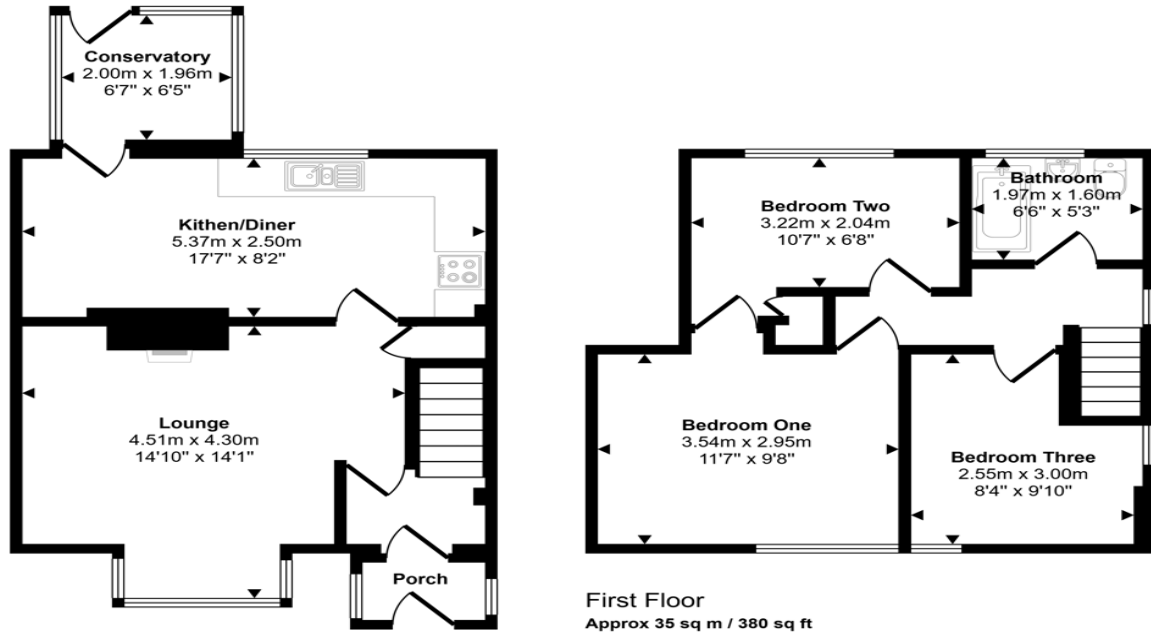 Conservatory
2.00m x 1.96m
6'7" x 6'5"
Kithen/Diner
5.37m x 2.50m
17'7" x 8'2"
Lounge
4.51m x 4.30m
14'10" x 14'1"
Porch
Bedroom Two
3.22m x 2.04m
10'7" x 6'8"
Bathroom
1.97m x 1.60m
6'6" x 5'3"
Bedroom One
3.54m x 2.95m
11'7" x 9'8"
Bedroom Three
2.55m x 3.00m
8'4" x 9'10"
First Floor
Approx 35 sq m / 380 sq ft